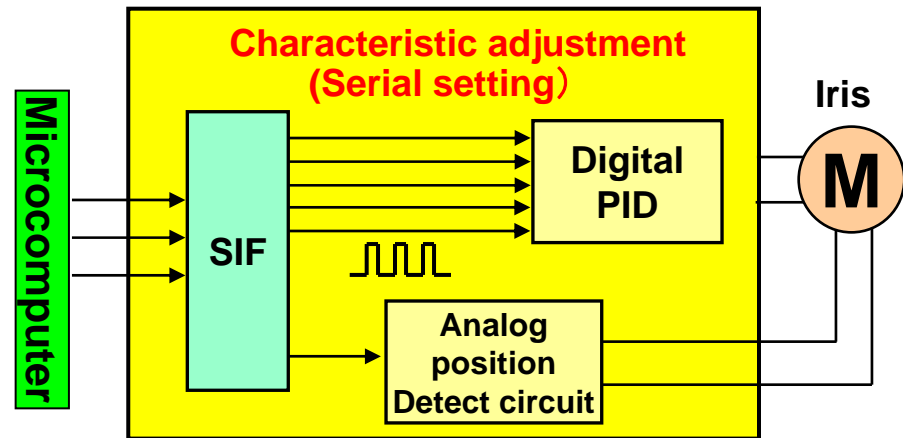 Characteristic adjustment
(Serial setting）
Microcomputer
SIF
Digital
PID
Iris
M
Analog
position
Detect circuit